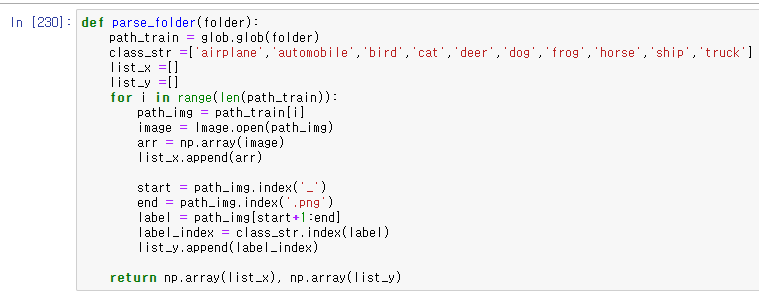 In [230]: def parse_folder(folder):
    path_train = glob.glob(folder)
    class_str =['airplane','automobile','bird','cat','deer','dog','frog','horse','ship','truck']
    list_x =[]
    list_y =[]
    for i in range(len(path_train)):
        path_img = path_train[i]
        image = Image.open(path_img)
        arr = np.array(image)
        list_x.append(arr)

        start = path_img.index('_')
        end = path_img.index('.png')
        label = path_img[start+1:end]
        label_index = class_str.index(label)
        list_y.append(label_index)

    return np.array(list_x), np.array(list_y)